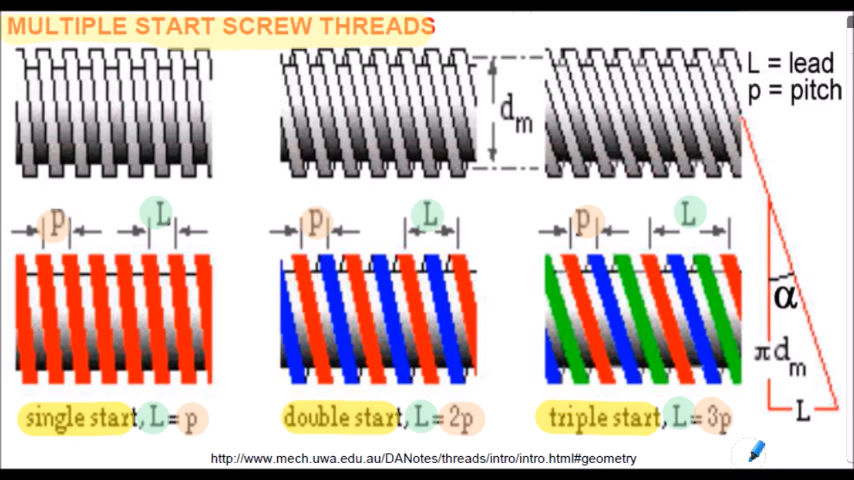 MULTIPLE START SCREW THREADS
L = lead
p = pitch
dm
p L
p L
p L
α
πdm
L
single start, L = p
double start, L = 2p
triple start, L = 3p
http://www.mech.uwa.edu.au/DANotes/threads/intro/intro.html#geometry